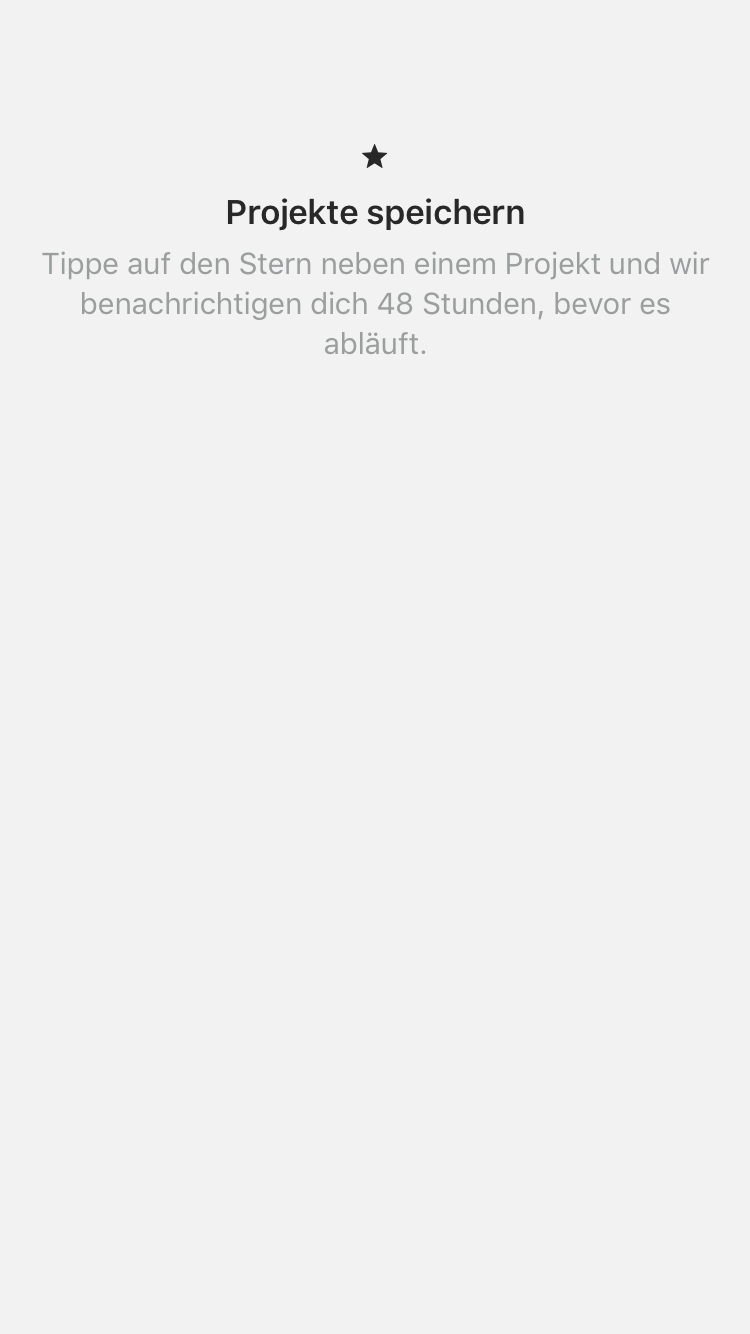 Projekte speichern
Tippe auf den Stern neben einem Projekt und wir
benachrichtigen dich 48 Stunden, bevor es
abläuft.